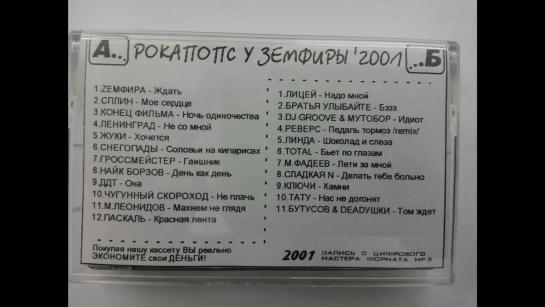 А.. РОКАПОПС У ЗЕМФИРЫ '2001 ..Б
1.ZЕМФИРА - Ждать
2.СПЛИН - Мое сердце
3.КОНЕЦ ФИЛЬМА - Ночь одиночества
4.ЛЕНИНГРАД - Не со мной
5.ЖУКИ - Хочется
6.СНЕГОПАДЫ - Соловьи на кипарисах
7.ГРОССМЕЙСТЕР - Гаишник
8.НАЙК БОРЗОВ - День как день
9.ДДТ - Она
10.ЧУГУННЫЙ СКОРОХОД - Не плачь
11.М.ЛЕОНИДОВ - Махнем не глядя
12.ПАСКАЛЬ - Красная лента
1.ЛИЦЕЙ - Надо мной
2.БРАТЬЯ УЛЫБАЙТЕ - Бззз
3.DJ GROOVE & МУТОБОР - Идиот
4.РЕВЕРС - Педаль тормоз /remix/
5.ЛИНДА - Шоколад и слеза
6.TOTAL - Бьет по глазам
7.М.ФАДЕЕВ - Лети за мной
8.СЛАДКАЯ N - Делать тебе больно
9.КЛЮЧИ - Камни
10.ТАТУ - Нас не догонят
11.БУТУСОВ & DEADУШКИ - Том ждет
Покупая нашу кассету ВЫ реально
ЭКОНОМИТЕ свои ДЕНЬГИ!
2001 ЗАПИСЬ С ЦИФРОВОГО
МАСТЕРА ФОРМАТА MP3